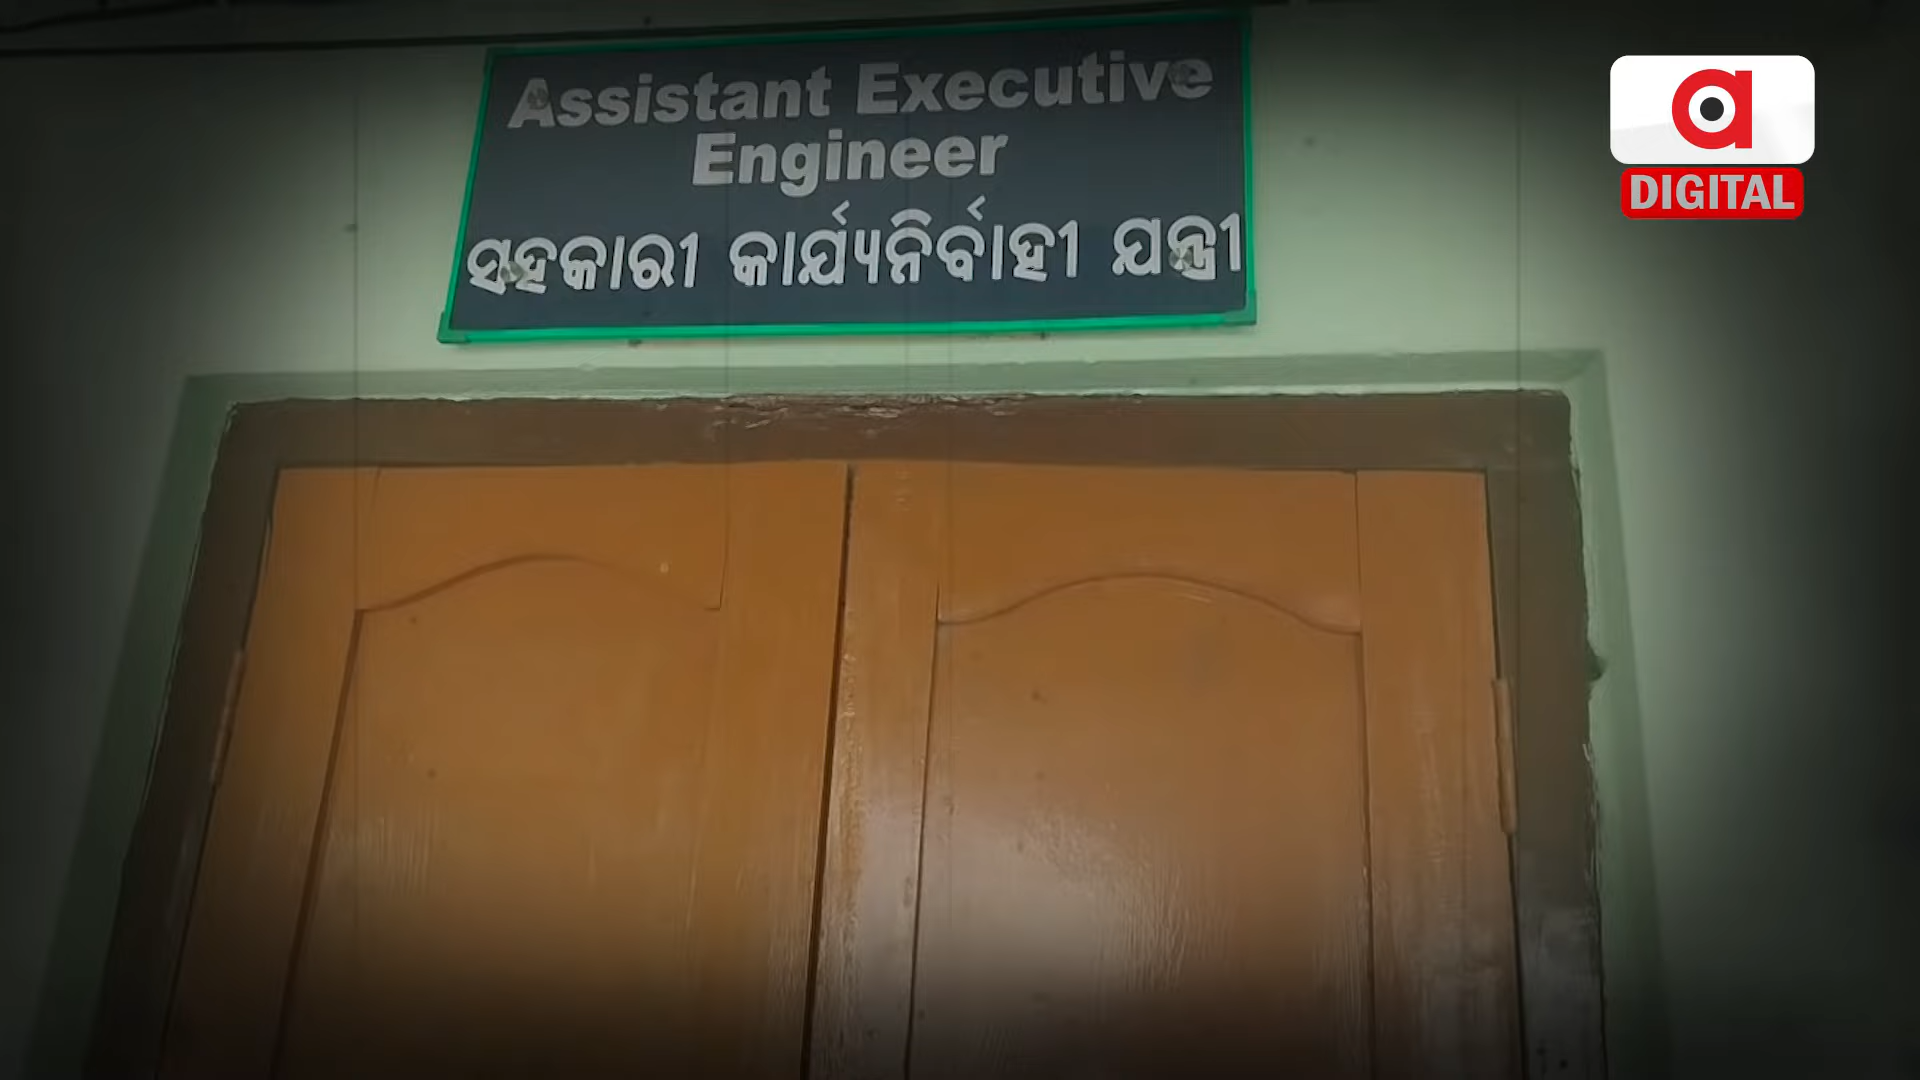 Assistant Executive
Engineer
ସହକାରୀ କାର୍ଯ୍ୟନିର୍ବାହୀ ଯନ୍ତ୍ରୀ
a
DIGITAL